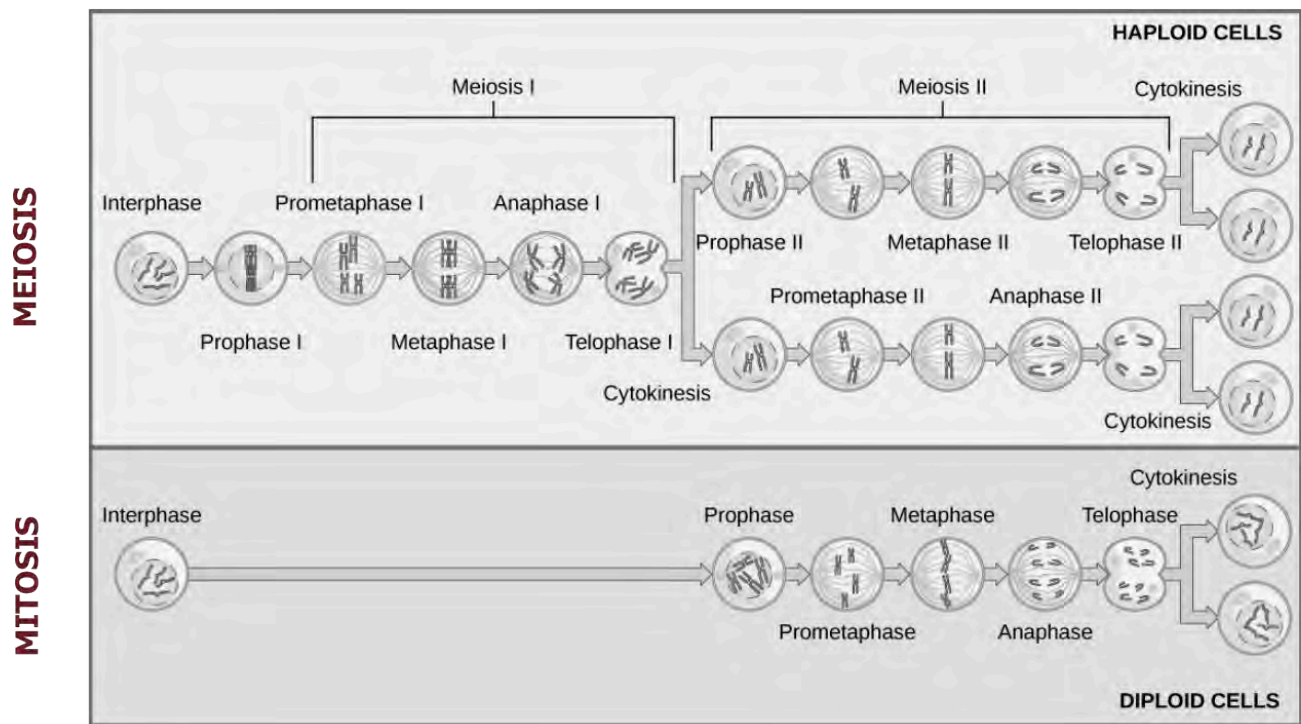 MEIOSIS
HAPLOID CELLS
Meiosis I
Meiosis II
Cytokinesis
Interphase
Prometaphase I
Anaphase I
Prophase II
Metaphase II
Telophase II
Prometaphase II
Anaphase II
Prophase I
Metaphase I
Telophase I
Cytokinesis
Cytokinesis
MITOSIS
Cytokinesis
Interphase
Prophase
Metaphase
Telophase
Prometaphase
Anaphase
DIPLOID CELLS